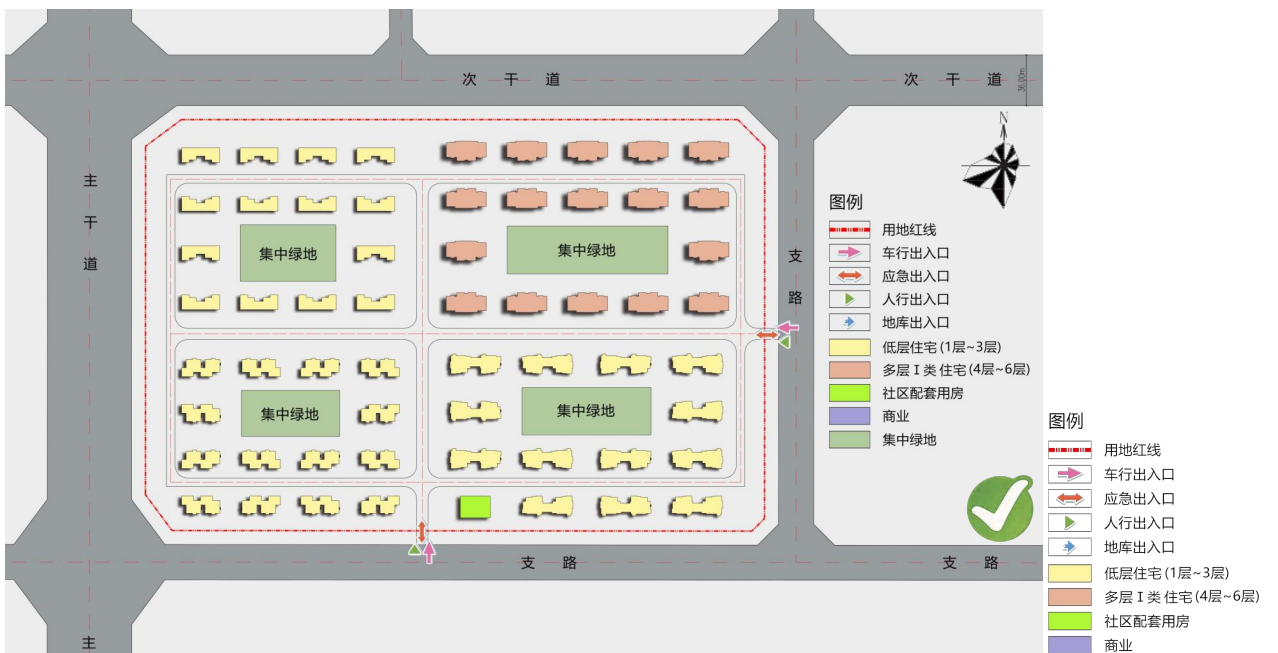 次干道
次干道
36.00m
N
主干道
支路
图例
用地红线
车行出入口
应急出入口
人行出入口
地库出入口
低层住宅(1层~3层)
多层Ⅰ类住宅(4层~6层)
社区配套用房
商业
集中绿地
集中绿地
集中绿地
集中绿地
集中绿地
支路
支路
主
图例
用地红线
车行出入口
应急出入口
人行出入口
地库出入口
低层住宅(1层~3层)
多层Ⅰ类住宅(4层~6层)
社区配套用房
商业